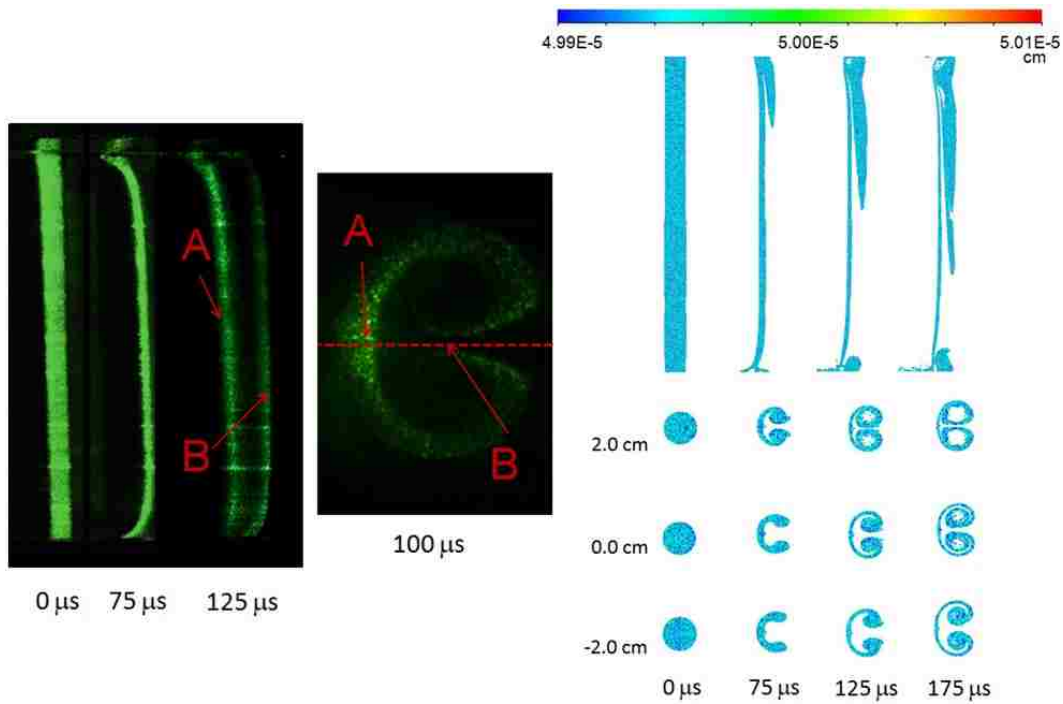 4.99E-5 5.00E-5 5.01E-5
cm
A
B
0 µs 75 µs 125 µs
A
B
100 µs
2.0 cm
0.0 cm
-2.0 cm
0 µs 75 µs 125 µs 175 µs